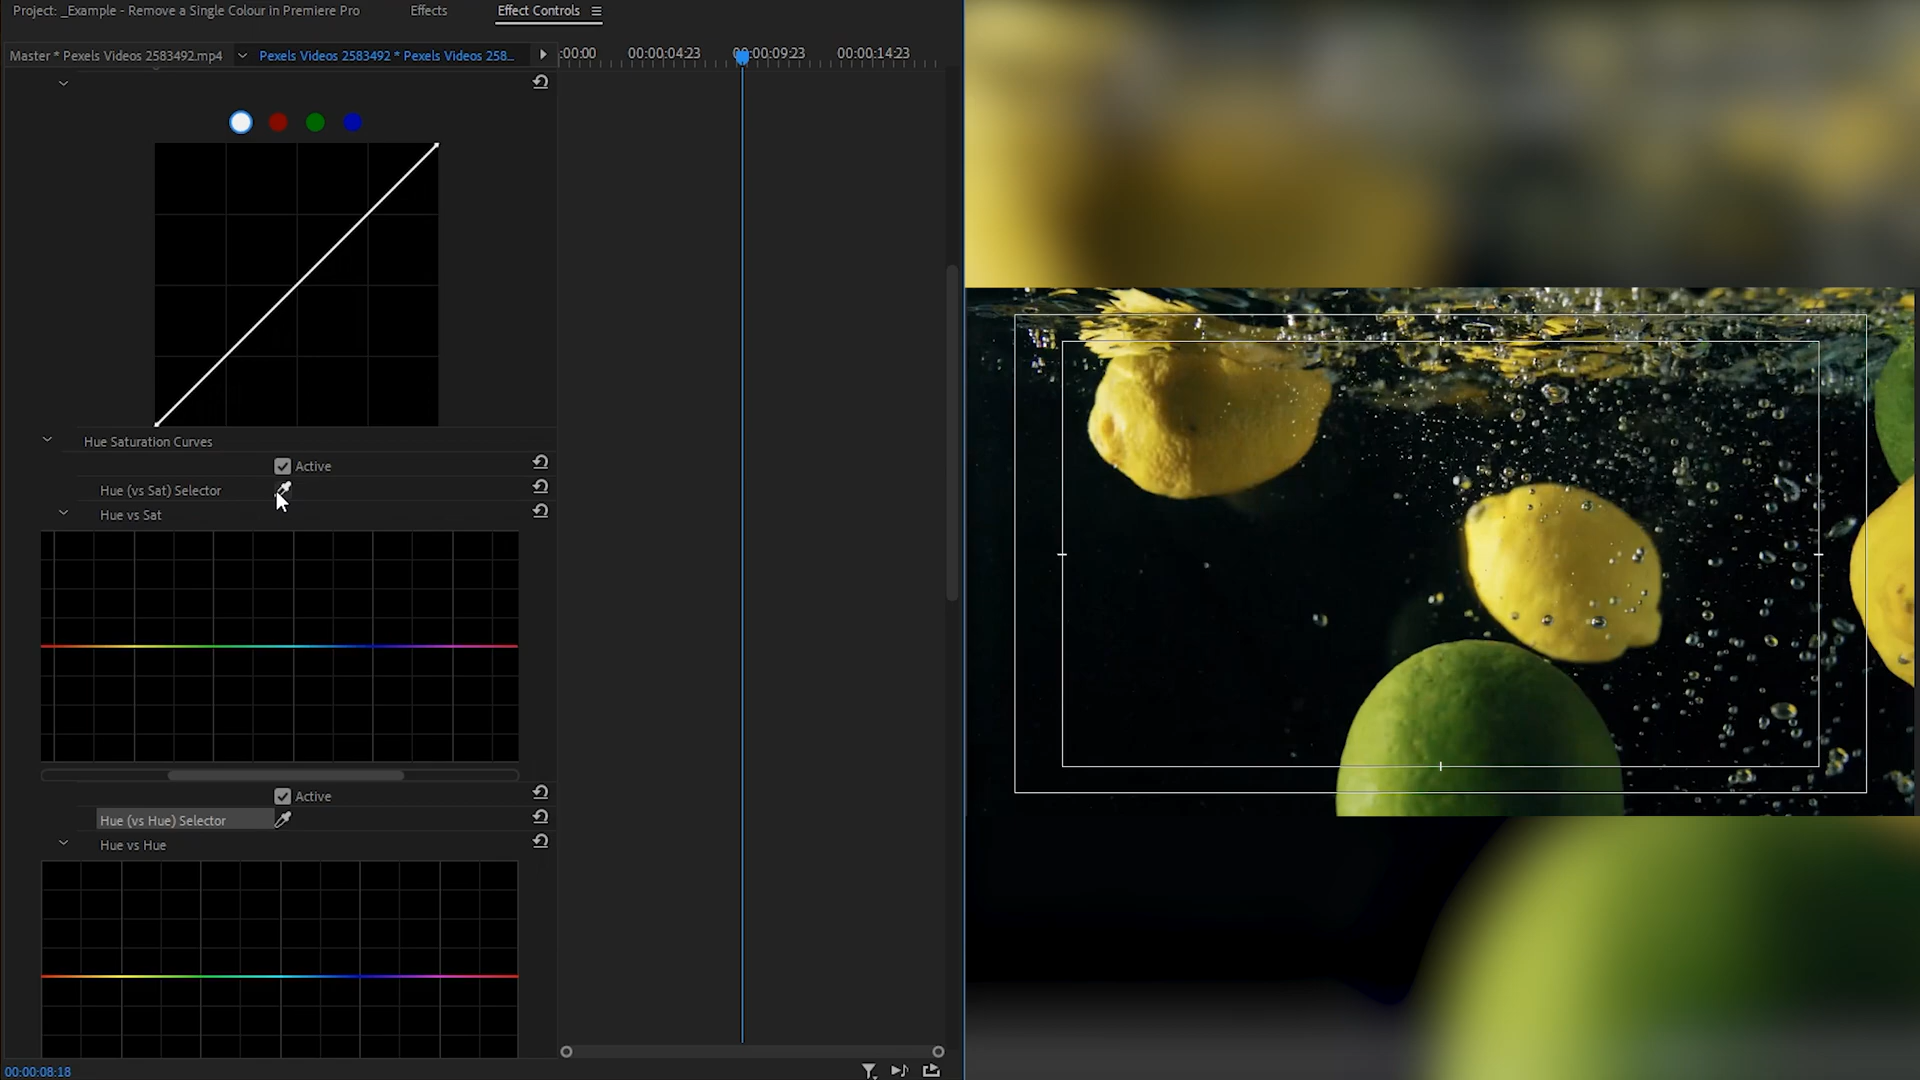 Project: _Example - Remove a Single Colour in Premiere Pro
Effects
Effect Controls
Master * Pexels Videos 2583492.mp4
Pexels Videos 2583492 * Pexels Videos 258...
:00:00
00:00:04:23
00:00:09:23
00:00:14:23
Hue Saturation Curves
Active
Hue (vs Sat) Selector
Hue vs Sat
Active
Hue (vs Hue) Selector
Hue vs Hue
00:00:08:18